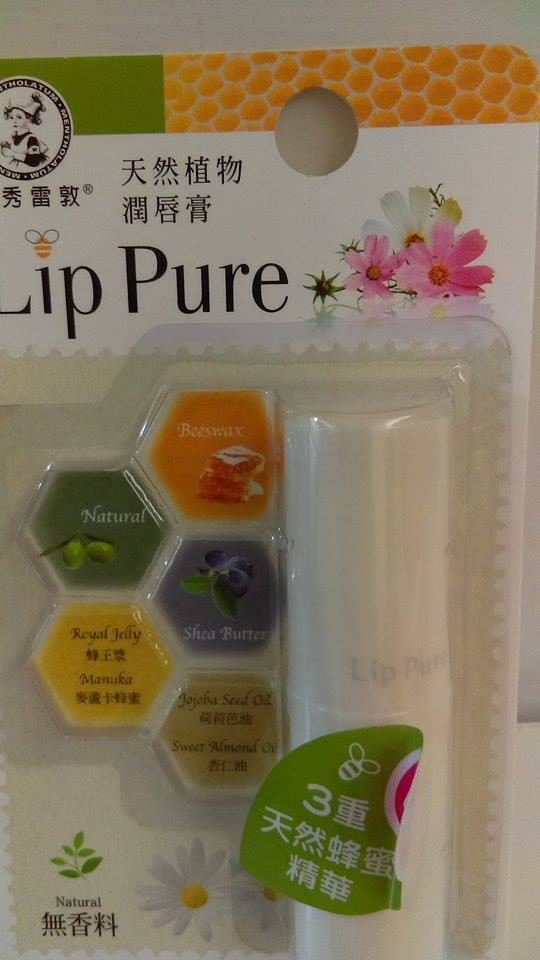 MENTHOLATUM
秀雷敦®
天然植物
潤唇膏
Lip Pure
Beeswax
Natural
Shea Butter
Royal Jelly
蜂王漿
Manuka
麥蘆卡蜂蜜
Jojoba Seed Oil
荷荷芭油
Sweet Almond Oil
杏仁油
Lip Pure
3重
天然蜂蜜
精華
Natural
無香料